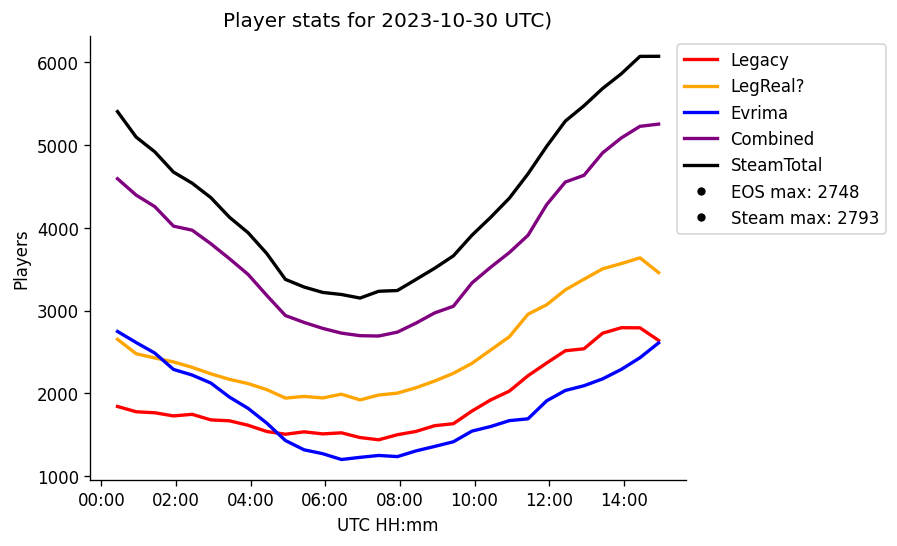 Player stats for 2023-10-30 UTC)
Legacy
LegReal?
Evrima
Combined
SteamTotal
EOS max: 2748
Steam max: 2793
6000
5000
4000
3000
2000
1000
Players
00:00 02:00 04:00 06:00 08:00 10:00 12:00 14:00
UTC HH:mm